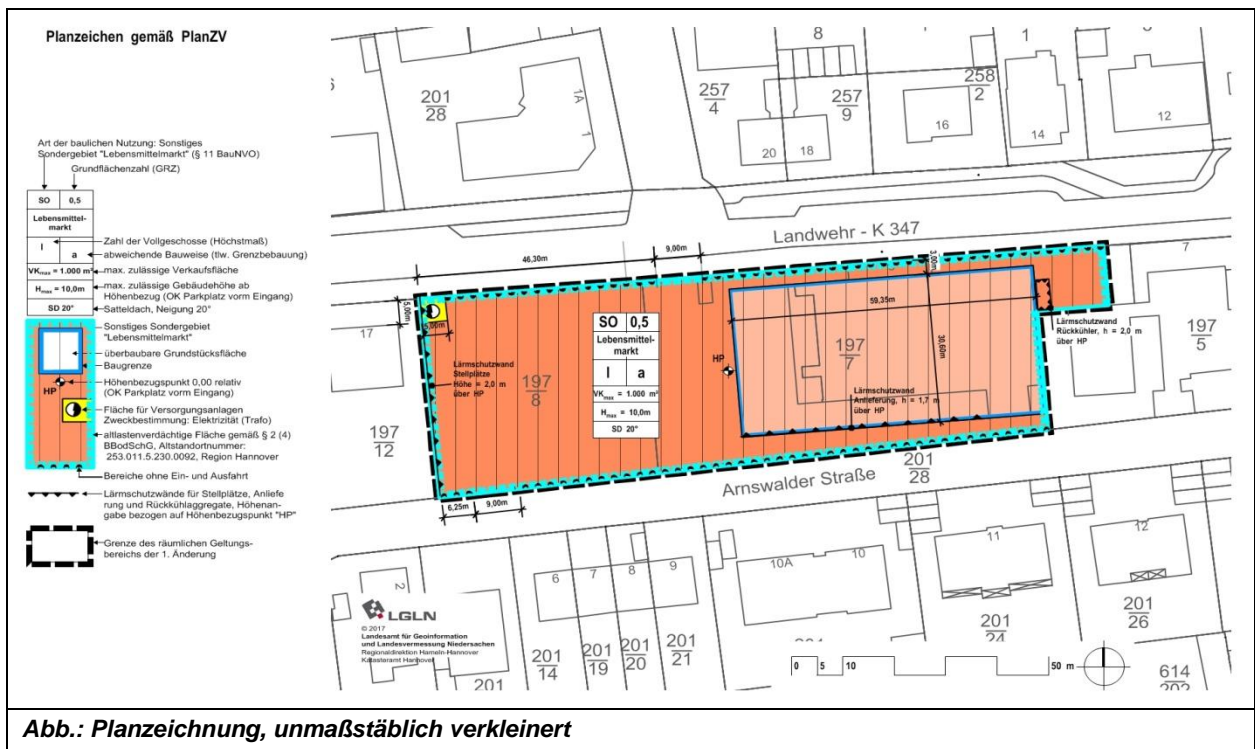 Planzeichen gemäß PlanZV
Art der baulichen Nutzung: Sonstiges
Sondergebiet "Lebensmittelmarkt" (§ 11 BauNVO)
Grundflächenzahl (GRZ)
SO 0,5
Lebensmittel-
markt
I
a
VKmax = 1.000 m²
Hmax = 10,0m
SD 20°
Zahl der Vollgeschosse (Höchstmaß)
abweichende Bauweise (tlw. Grenzbebauung)
max. zulässige Verkaufsfläche
max. zulässige Gebäudehöhe ab
Höhenbezug (OK Parkplatz vorm Eingang)
Satteldach, Neigung 20°
Sonstiges Sondergebiet
"Lebensmittelmarkt"
überbaubare Grundstücksfläche
Baugrenze
HP
Höhenbezugspunkt 0,00 relativ
(OK Parkplatz vorm Eingang)
Fläche für Versorgungsanlagen
Zweckbestimmung: Elektrizität (Trafo)
altlastenverdächtige Fläche gemäß § 2 (4)
BBodSchG, Altstandortnummer:
253.011.5.230.0092, Region Hannover
Bereiche ohne Ein- und Ausfahrt
Lärmschutzwände für Stellplätze, Anliefe
rung und Rückkühlaggregate, Höhenan-
gabe bezogen auf Höhenbezugspunkt "HP"
Grenze des räumlichen Geltungs-
bereichs der 1. Änderung
201
28
1A
1
257
4
8
257
9
258
2
1
20
18
16
14
12
Landwehr - K 347
46,30m
9,00m
3,00m
7
17
5,00m
5,00m
59,35m
30,60m
Lärmschutzwand
Stellplätze
Höhe = 2,0 m
über HP
197
8
SO 0,5
Lebensmittel-
markt
I a
VKmax = 1.000 m²
Hmax = 10,0m
SD 20°
HP
197
7
Lärmschutzwand
Anlieferung, h = 1,7 m
über HP
Lärmschutzwand
Rückkühler, h = 2,0 m
über HP
197
5
197
12
Arnswalder Straße
201
28
6,25m
9,00m
2
6
7
8
9
10A
10
11
12
LGLN
© 2017
Landesamt für Geoinformation
und Landesvermessung Niedersachen
Regionaldirektion Hameln-Hannover
Katasteramt Hannover
201
201
14
201
19
201
20
201
21
201
24
201
26
614
0 5 10 50 m
Abb.: Planzeichnung, unmaßstäblich verkleinert